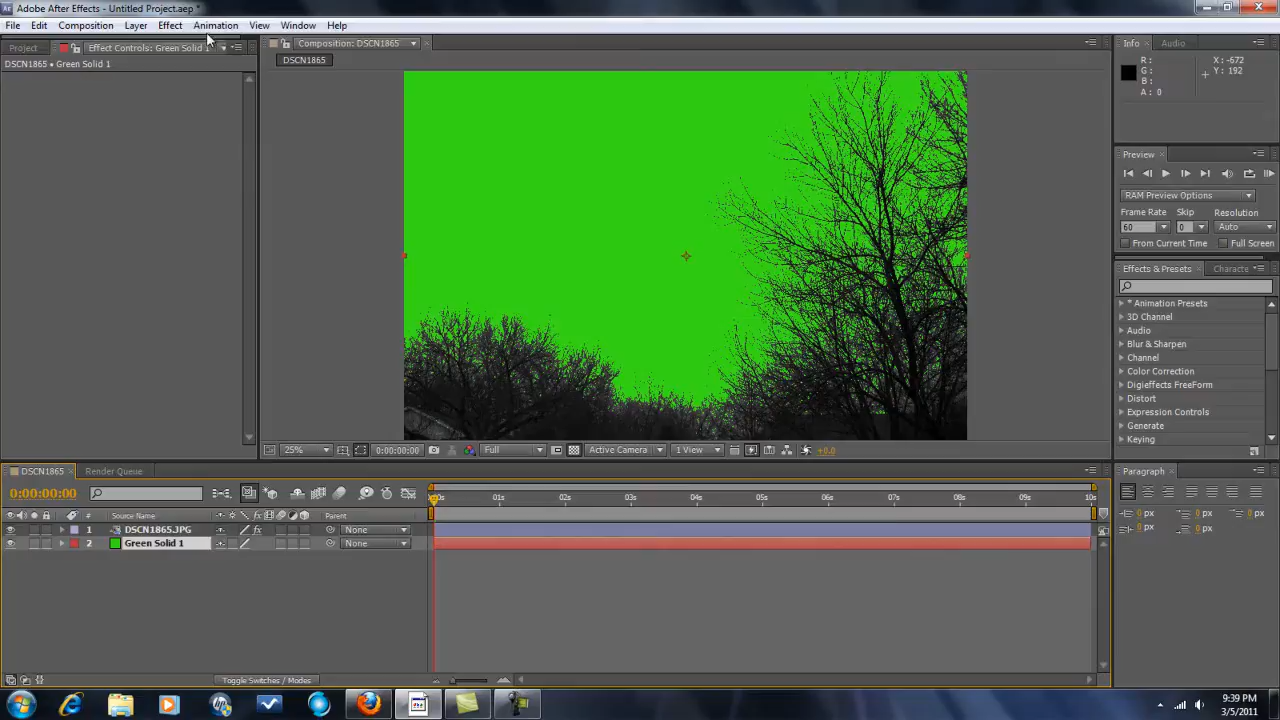 Adobe After Effects - Untitled Project.aep *
File Edit Composition Layer Effect Animation View Window Help
Project Effect Controls: Green Solid 1
DSCN1865 • Green Solid 1
Composition: DSCN1865
DSCN1865
Info Audio
R: X: -672
G: Y: 192
B:
A: 0
Preview
RAM Preview Options
Frame Rate Skip Resolution
60 0 Auto
From Current Time Full Screen
Effects & Presets Characte
* Animation Presets
3D Channel
Audio
Blur & Sharpen
Channel
Color Correction
Digieffects FreeForm
Distort
Expression Controls
Generate
Keying
25% 0:00:00:00 Full Active Camera 1 View +0.0
DSCN1865 Render Queue
0:00:00:00
:00s 01s 02s 03s 04s 05s 06s 07s 08s 09s 10s
# Source Name Parent
1 DSCN1865.JPG None
2 Green Solid 1 None
Toggle Switches / Modes
Paragraph
0 px 0 px 0 px
0 px 0 px
9:39 PM
3/5/2011